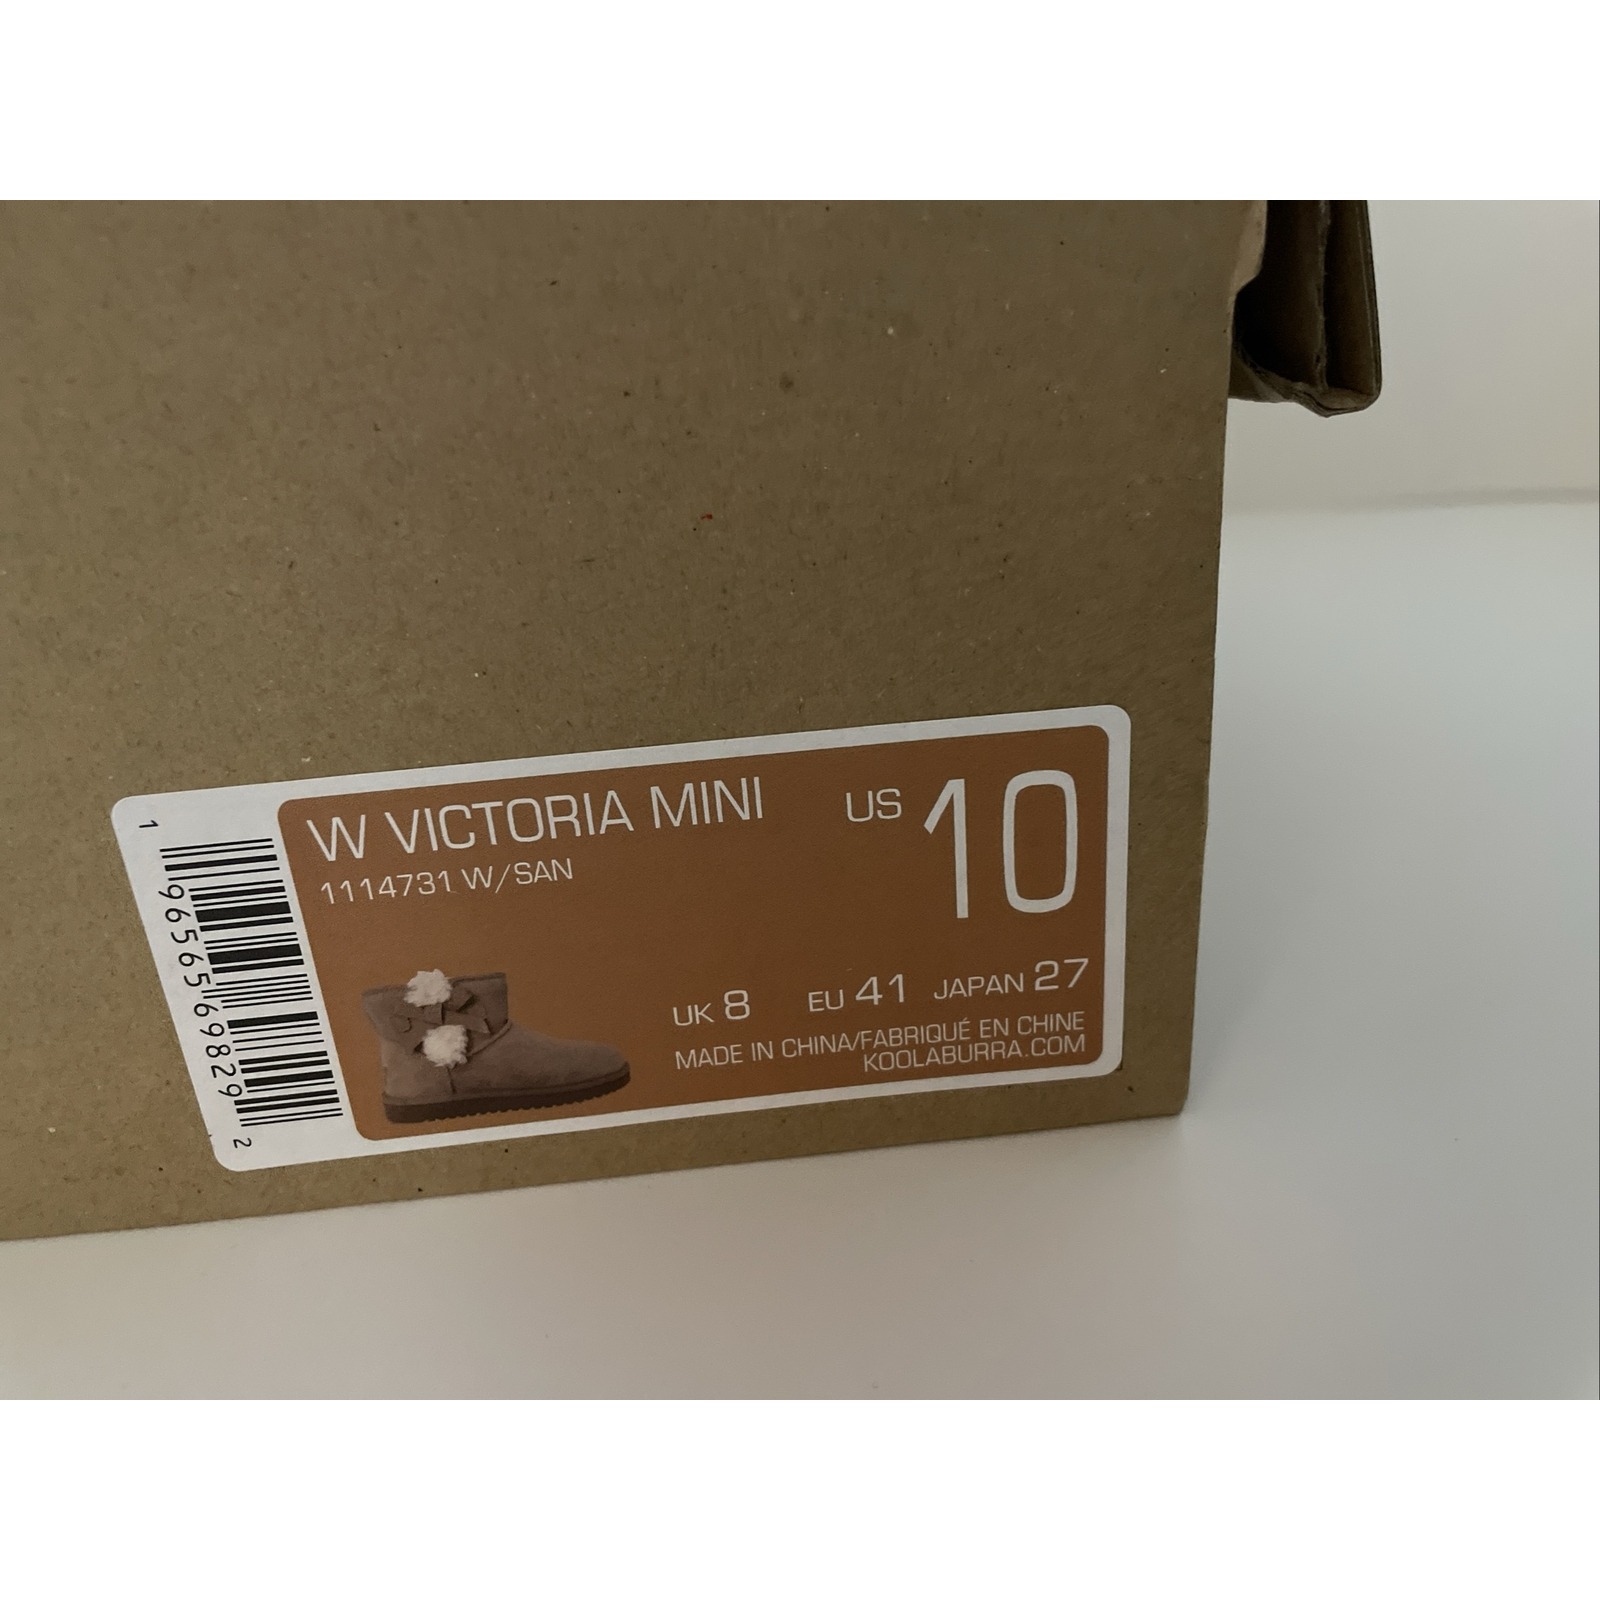 W VICTORIA MINI
1114731 W/SAN
US 10
UK 8 EU 41 JAPAN 27
MADE IN CHINA/FABRIQUÉ EN CHINE
KOOLABURRA.COM
1 96565 69829 2